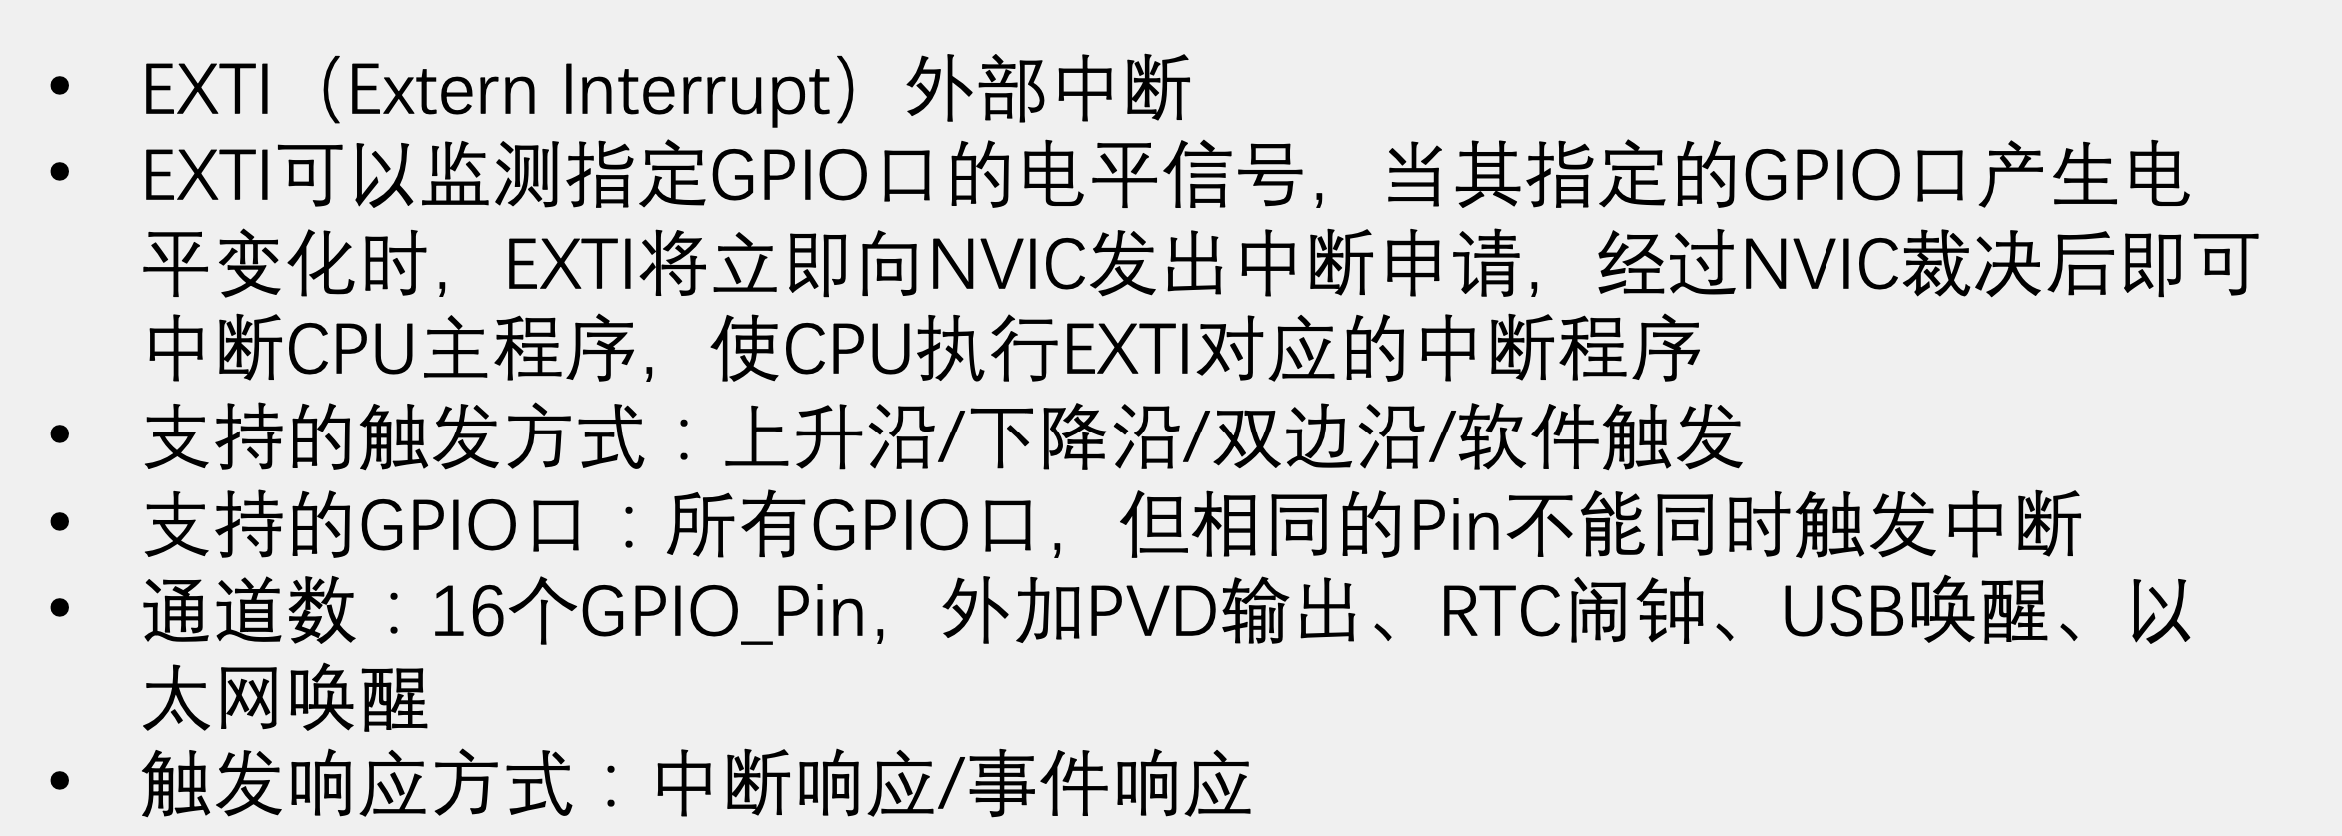 • EXTI（Extern Interrupt）外部中断
• EXTI可以监测指定GPIO口的电平信号，当其指定的GPIO口产生电
平变化时，EXTI将立即向NVIC发出中断申请，经过NVIC裁决后即可
中断CPU主程序，使CPU执行EXTI对应的中断程序
• 支持的触发方式：上升沿/下降沿/双边沿/软件触发
• 支持的GPIO口：所有GPIO口，但相同的Pin不能同时触发中断
• 通道数：16个GPIO_Pin，外加PVD输出、RTC闹钟、USB唤醒、以
太网唤醒
• 触发响应方式：中断响应/事件响应